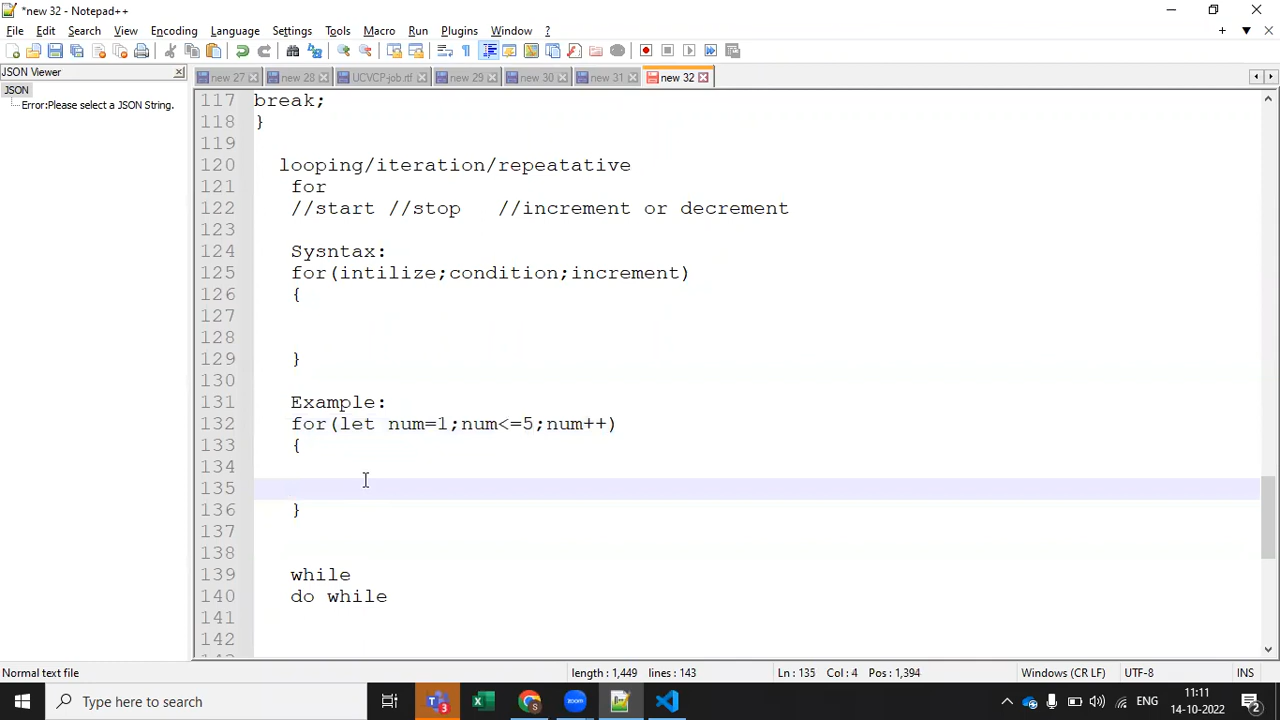 *new 32 - Notepad++
File Edit Search View Encoding Language Settings Tools Macro Run Plugins Window ?
JSON Viewer
new 27 new 28 UCVCP-job.rtf new 29 new 30 new 31 new 32
JSON
Error:Please select a JSON String.
117 break;
118 }
119
120 looping/iteration/repeatative
121 for
122 //start //stop //increment or decrement
123
124 Sysntax:
125 for(intilize;condition;increment)
126 {
127
128
129 }
130
131 Example:
132 for(let num=1;num<=5;num++)
133 {
134
135
136 }
137
138
139 while
140 do while
141
142
Normal text file length : 1,449 lines : 143 Ln : 135 Col : 4 Pos : 1,394 Windows (CR LF) UTF-8 INS
Type here to search
zoom
ENG
11:11
14-10-2022
2